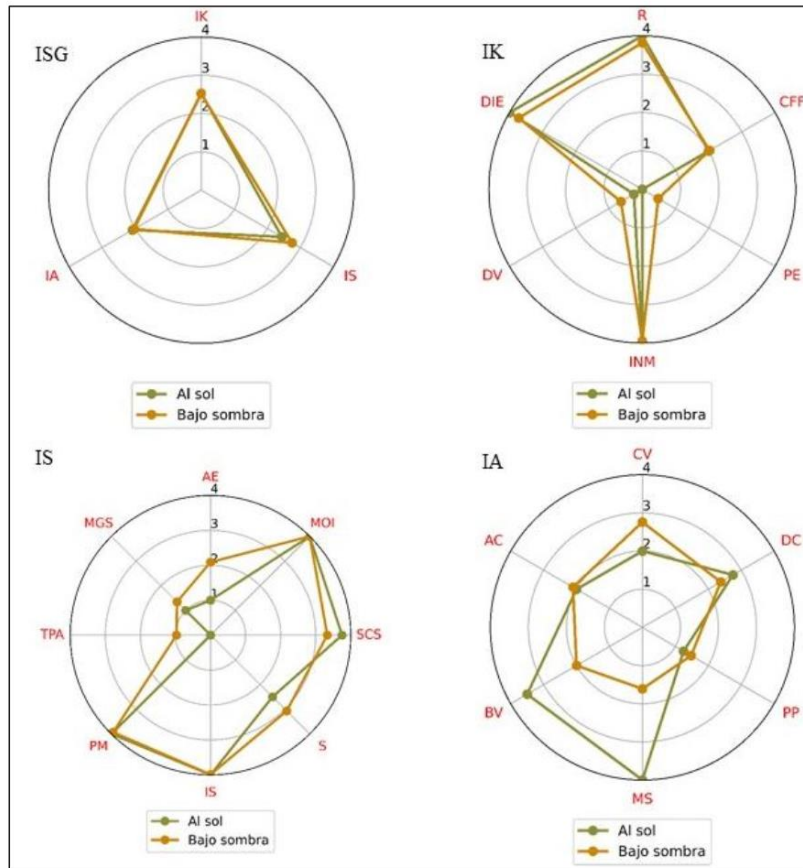 ISG
IK
4
3
2
1
IA
IS
Al sol
Bajo sombra
IK
R
4
3
2
1
DIE
CFF
DV
PE
INM
Al sol
Bajo sombra
IS
AE
4
3
2
1
MGS
MOI
TPA
SCS
PM
S
IS
Al sol
Bajo sombra
IA
CV
4
3
2
1
AC
DC
BV
PP
MS
Al sol
Bajo sombra